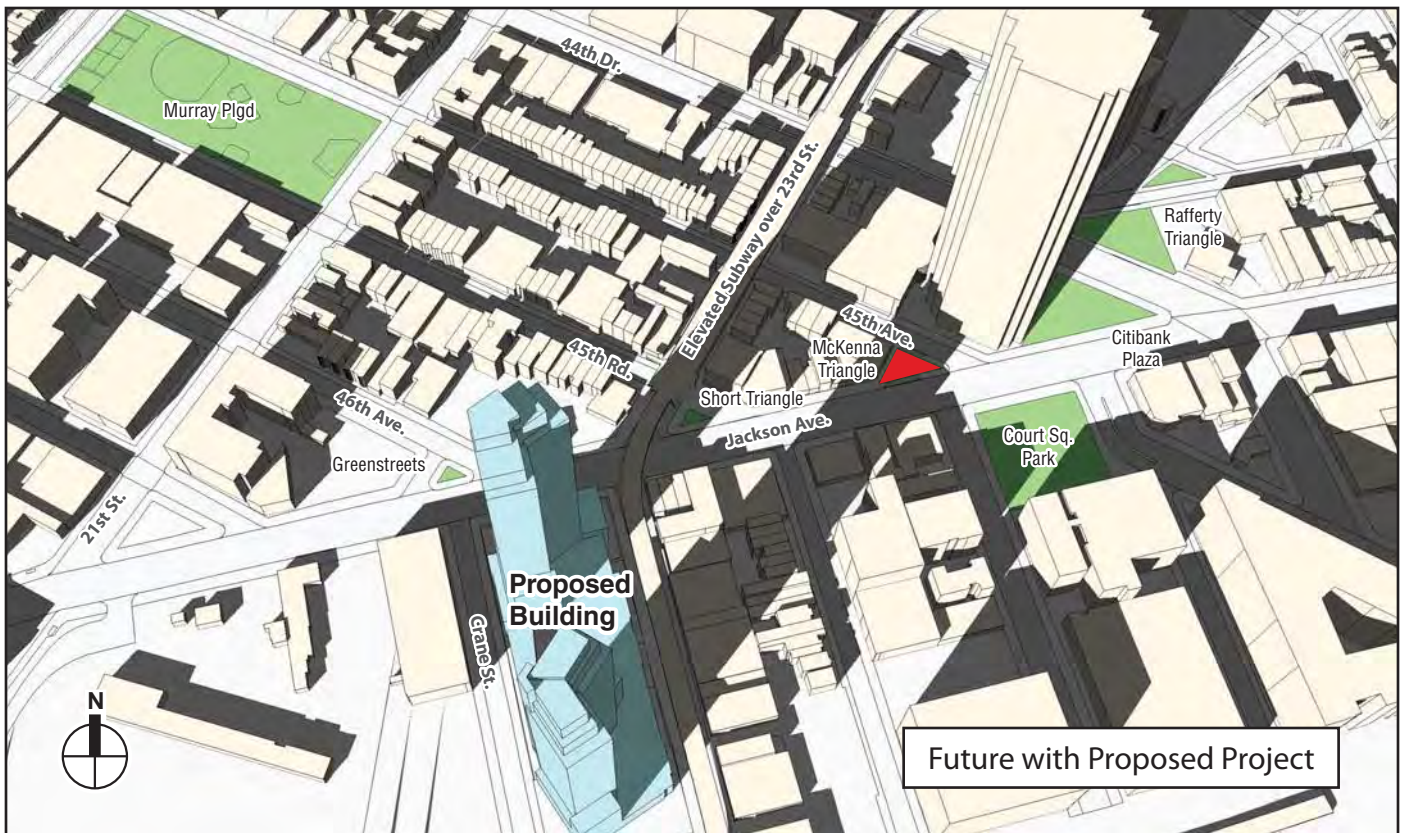 44th Dr.
Murray Plgd
Elevated Subway over 23rd St.
Rafferty
Triangle
45th Ave.
McKenna
Triangle
Citibank
Plaza
45th Rd.
Short Triangle
Jackson Ave.
46th Ave.
Court Sq.
Park
Greenstreets
21st St.
Proposed
Building
Crane St.
N
Future with Proposed Project